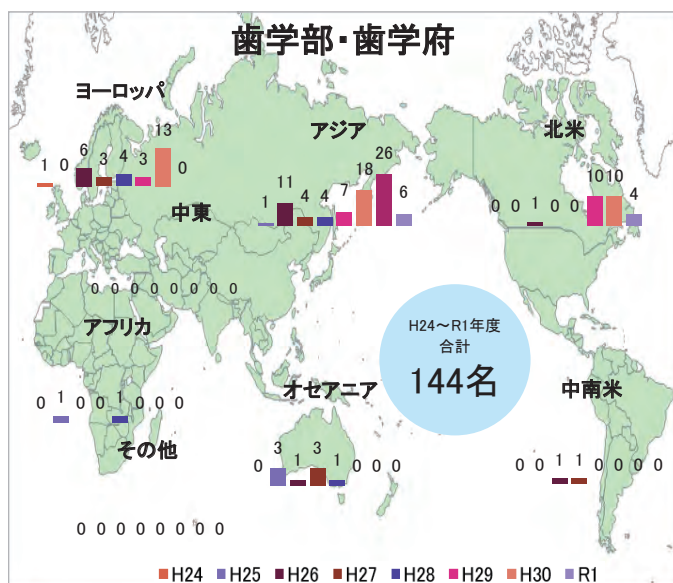 歯学部・歯学府
ヨーロッパ
1 0 6 3 4 3 13 0
アジア
1 11 4 4 7 18 26 6
北米
0 0 1 0 0 10 10 4
中東
0 0 0 0 0 0 0 0
アフリカ
0 1 0 0 1 0 0 0
H24～R1年度
合計
144名
オセアニア
0 3 1 3 1 0 0 0
中南米
0 0 1 1 0 0 0 0
その他
0 0 0 0 0 0 0 0
H24 H25 H26 H27 H28 H29 H30 R1